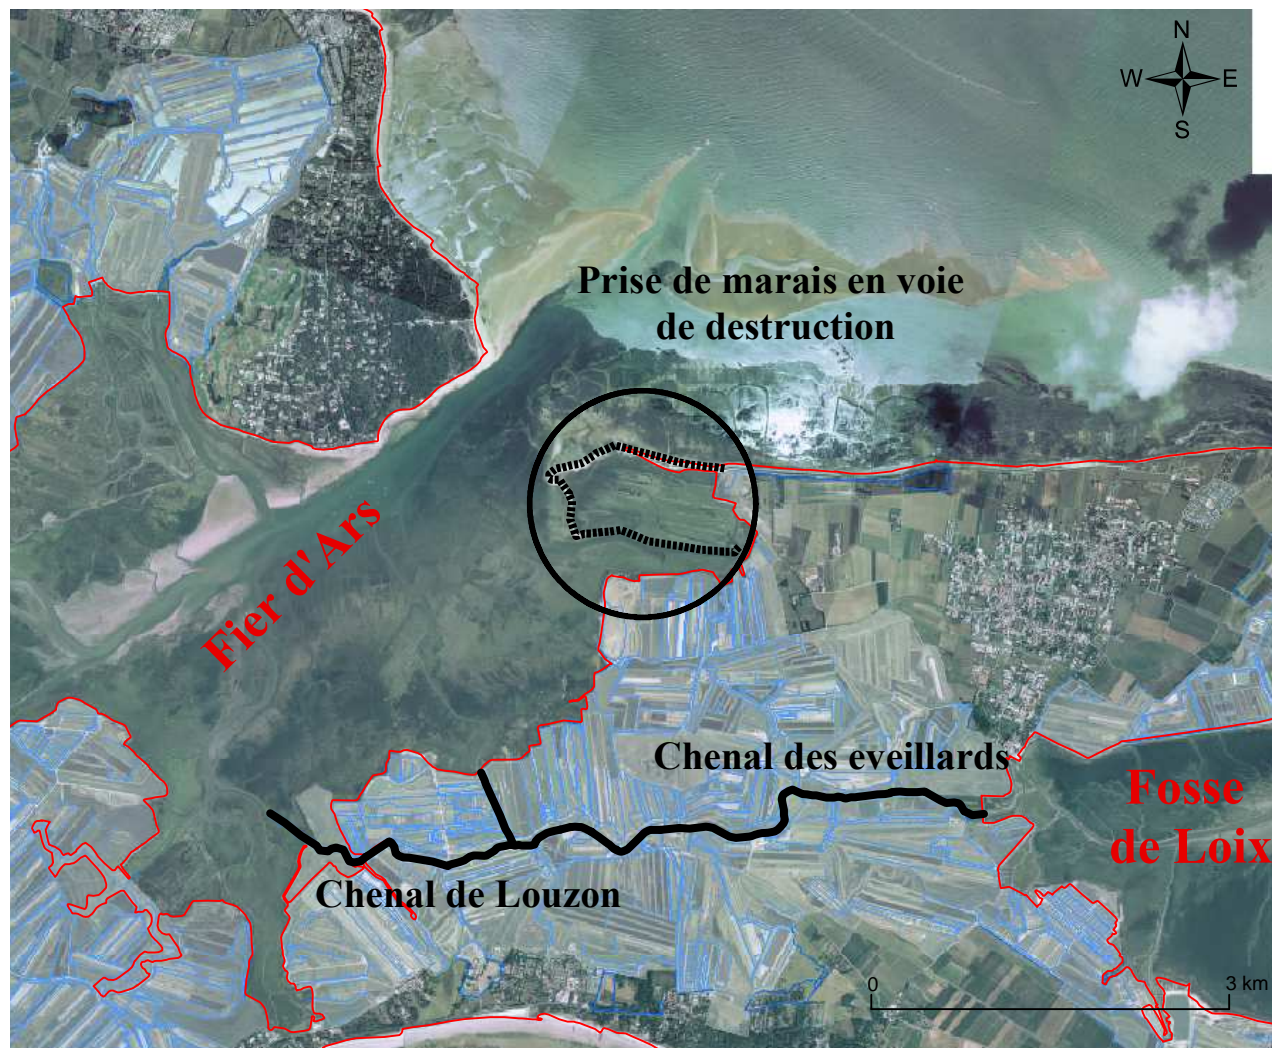 N
W E
S
Prise de marais en voie
de destruction
Fier d'Ars
Chenal des eveillards
Fosse
de Loix
Chenal de Louzon
0 3 km